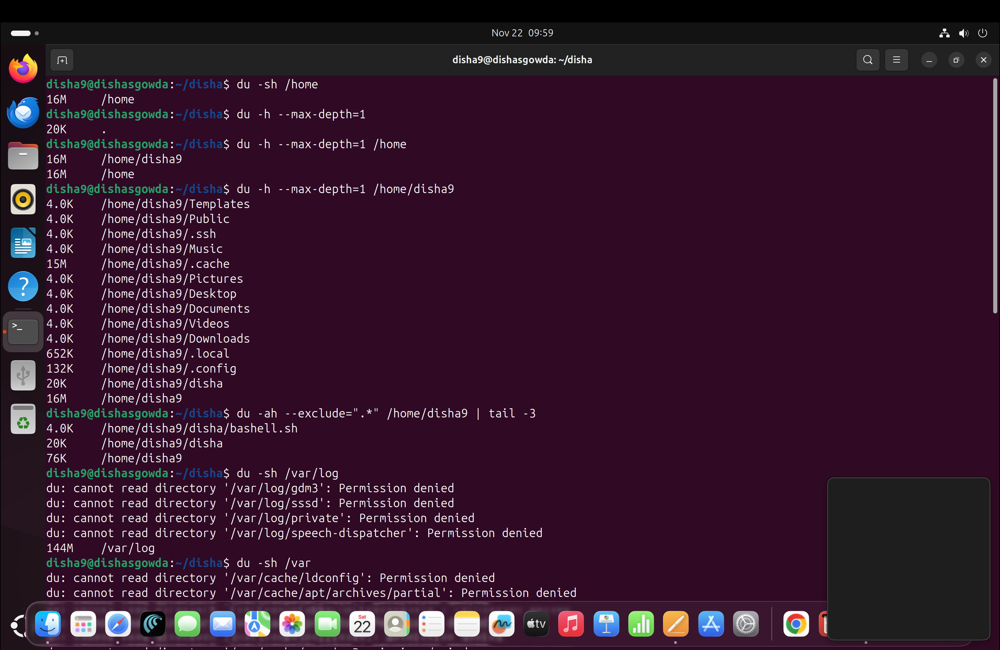 Nov 22 09:59
disha9@dishasgowda: ~/disha
disha9@dishasgowda:~/disha$ du -sh /home
16M /home
disha9@dishasgowda:~/disha$ du -h --max-depth=1
20K .
disha9@dishasgowda:~/disha$ du -h --max-depth=1 /home
16M /home/disha9
16M /home
disha9@dishasgowda:~/disha$ du -h --max-depth=1 /home/disha9
4.0K /home/disha9/Templates
4.0K /home/disha9/Public
4.0K /home/disha9/.ssh
4.0K /home/disha9/Music
15M /home/disha9/.cache
4.0K /home/disha9/Pictures
4.0K /home/disha9/Desktop
4.0K /home/disha9/Documents
4.0K /home/disha9/Videos
4.0K /home/disha9/Downloads
652K /home/disha9/.local
132K /home/disha9/.config
20K /home/disha9/disha
16M /home/disha9
disha9@dishasgowda:~/disha$ du -ah --exclude=".*" /home/disha9 | tail -3
4.0K /home/disha9/disha/bashell.sh
20K /home/disha9/disha
76K /home/disha9
disha9@dishasgowda:~/disha$ du -sh /var/log
du: cannot read directory '/var/log/gdm3': Permission denied
du: cannot read directory '/var/log/sssd': Permission denied
du: cannot read directory '/var/log/private': Permission denied
du: cannot read directory '/var/log/speech-dispatcher': Permission denied
144M /var/log
disha9@dishasgowda:~/disha$ du -sh /var
du: cannot read directory '/var/cache/ldconfig': Permission denied
du: cannot read directory '/var/cache/apt/archives/partial': Permission denied
Sat
22
tv